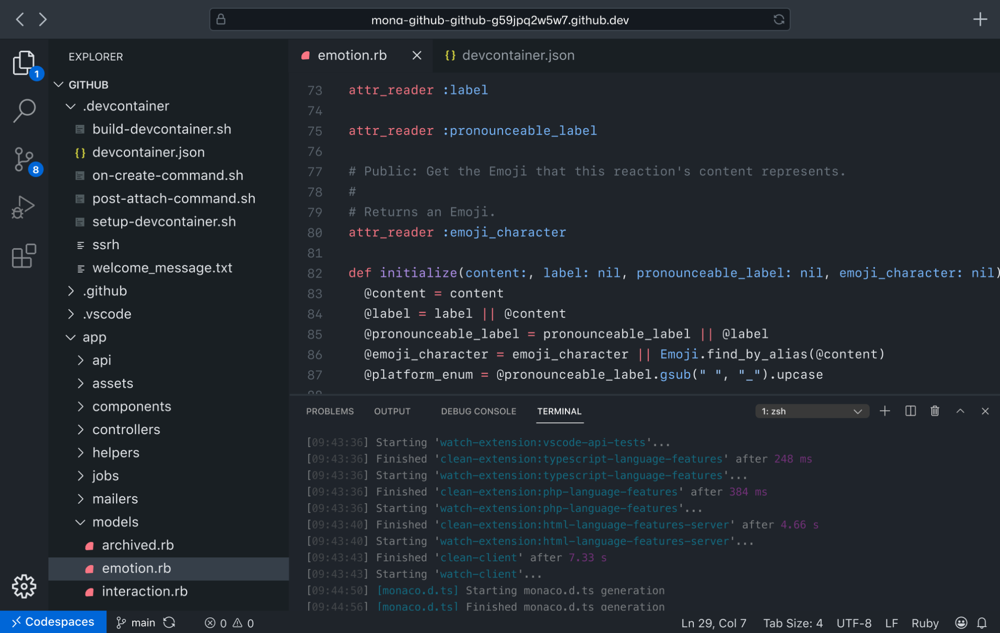 mona-github-github-g59jpq2w5w7.github.dev
1
8
EXPLORER
GITHUB
.devcontainer
build-devcontainer.sh
{} devcontainer.json
on-create-command.sh
post-attach-command.sh
setup-devcontainer.sh
ssrh
welcome_message.txt
.github
.vscode
app
api
assets
components
controllers
helpers
jobs
mailers
models
archived.rb
emotion.rb
interaction.rb
emotion.rb
{} devcontainer.json
73 attr_reader :label
74
75 attr_reader :pronounceable_label
76
77 # Public: Get the Emoji that this reaction's content represents.
78 #
79 # Returns an Emoji.
80 attr_reader :emoji_character
81
82 def initialize(content:, label: nil, pronounceable_label: nil, emoji_character: nil)
83 @content = content
84 @label = label || @content
85 @pronounceable_label = pronounceable_label || @label
86 @emoji_character = emoji_character || Emoji.find_by_alias(@content)
87 @platform_enum = @pronounceable_label.gsub(" ", "_").upcase
PROBLEMS OUTPUT DEBUG CONSOLE TERMINAL 1: zsh
[09:43:36] Starting 'watch-extension:vscode-api-tests'...
[09:43:36] Finished 'clean-extension:typescript-language-features' after 248 ms
[09:43:36] Starting 'watch-extension:typescript-language-features'...
[09:43:36] Finished 'clean-extension:php-language-features' after 384 ms
[09:43:36] Starting 'watch-extension:php-language-features'...
[09:43:40] Finished 'clean-extension:html-language-features-server' after 4.66 s
[09:43:40] Starting 'watch-extension:html-language-features-server'...
[09:43:43] Finished 'clean-client' after 7.33 s
[09:43:43] Starting 'watch-client'...
[09:44:50] [monaco.d.ts] Starting monaco.d.ts generation
[09:44:56] [monaco.d.ts] Finished monaco.d.ts generation
Codespaces main 0 0 Ln 29, Col 7 Tab Size: 4 UTF-8 LF Ruby